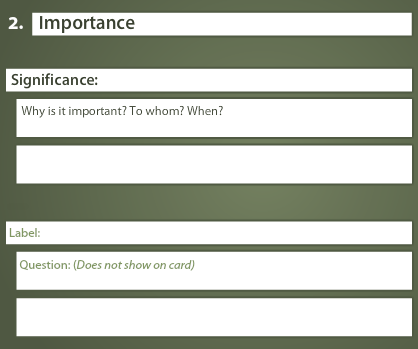 2. Importance
Significance:
Why is it important? To whom? When?
Label:
Question: (Does not show on card)